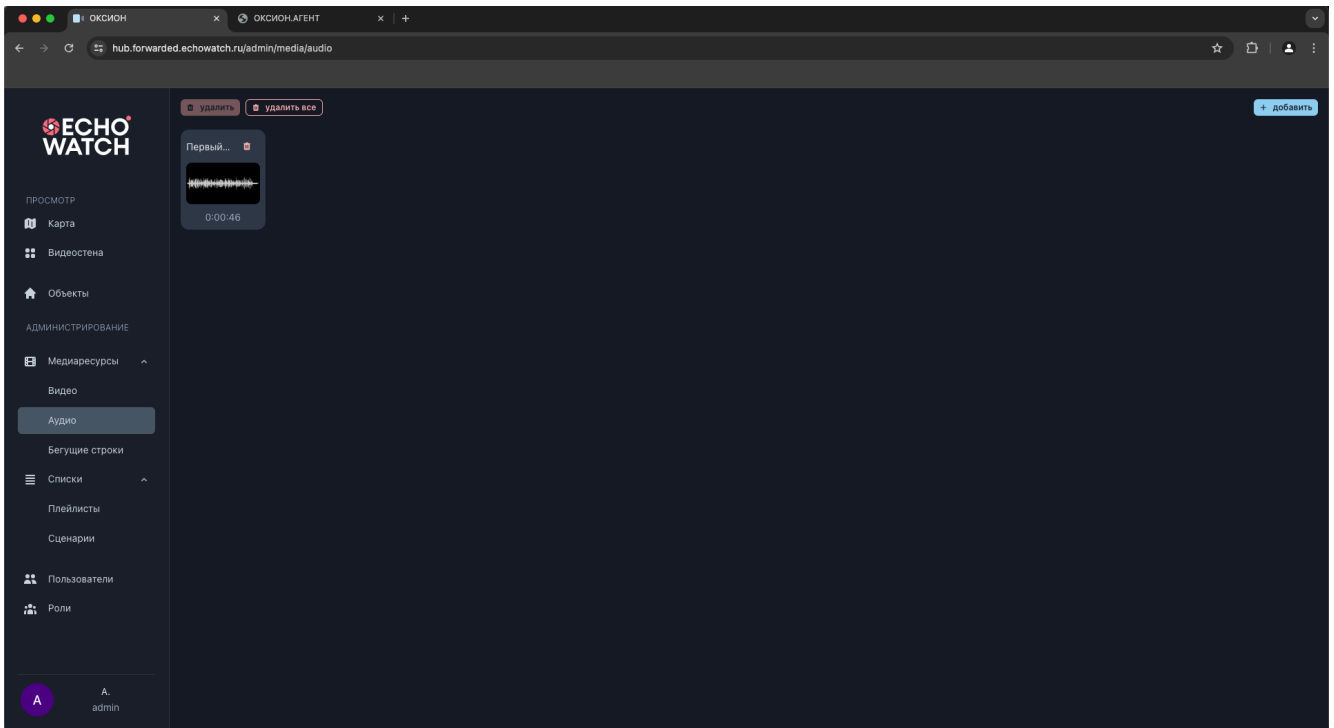 ОКСИОН
ОКСИОН.АГЕНТ
hub.forwarded.echowatch.ru/admin/media/audio
ECHO
WATCH
удалить
удалить все
+ добавить
Первый...
0:00:46
ПРОСМОТР
Карта
Видеостена
Объекты
АДМИНИСТРИРОВАНИЕ
Медиаресурсы
Видео
Аудио
Бегущие строки
Списки
Плейлисты
Сценарии
Пользователи
Роли
A
A.
admin